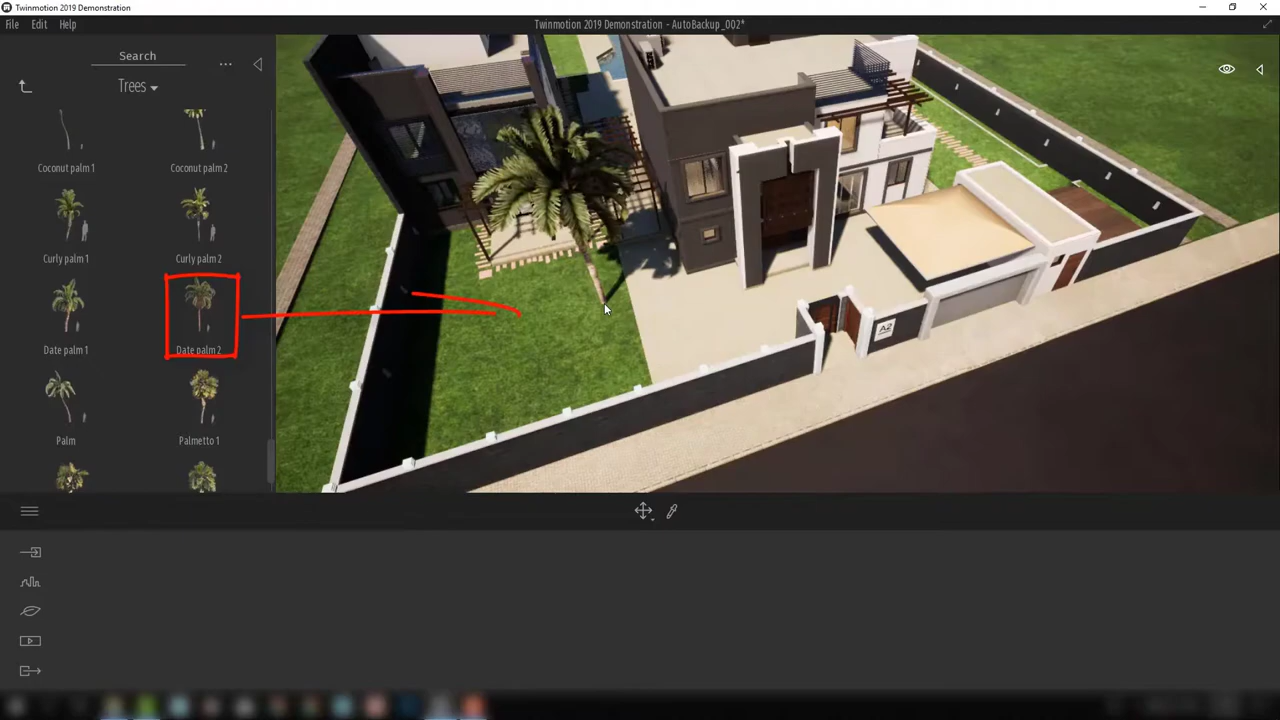 Twinmotion 2019 Demonstration
File Edit Help
Twinmotion 2019 Demonstration - AutoBackup_002*
Search
Trees
Coconut palm 1
Coconut palm 2
Curly palm 1
Curly palm 2
Date palm 1
Date palm 2
Palm
Palmetto 1
A2